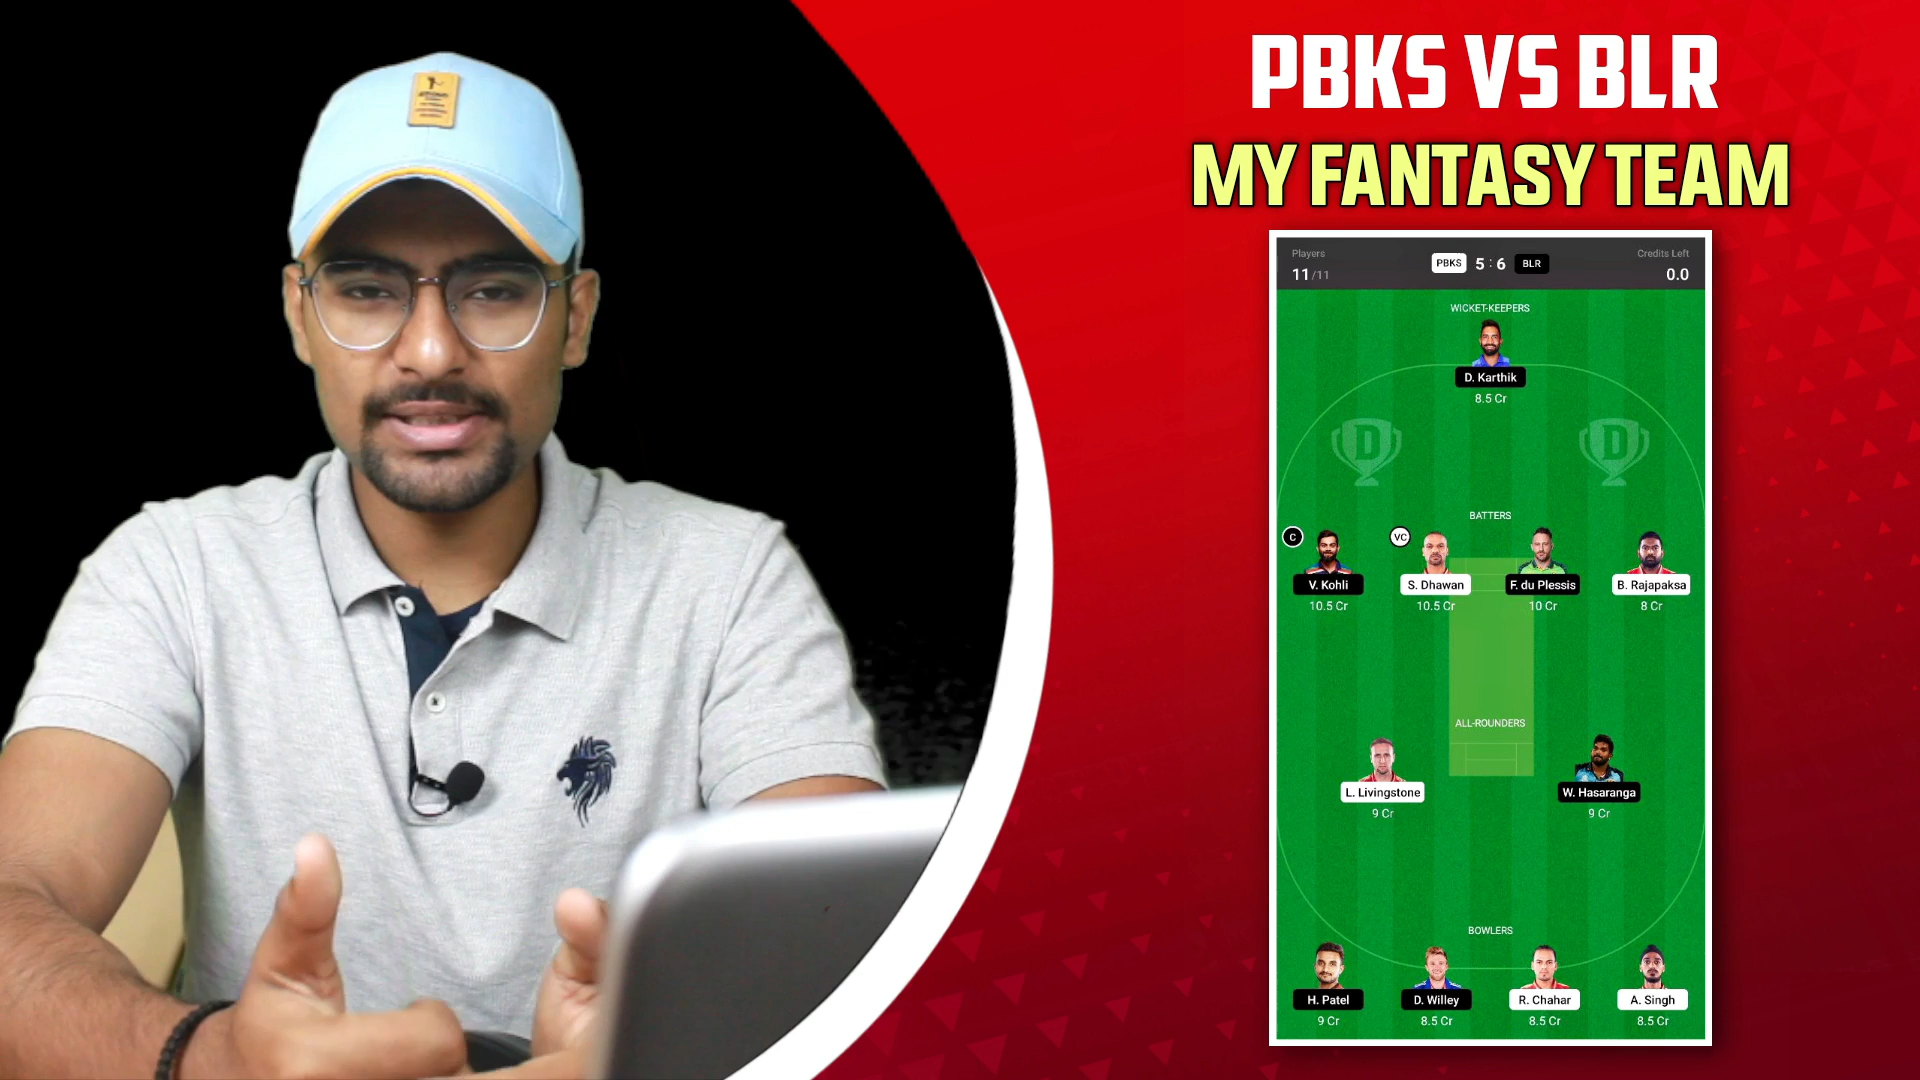 PBKS VS BLR
MY FANTASY TEAM
Players
Credits Left
11/11
PBKS 5 : 6 BLR
0.0
WICKET-KEEPERS
D. Karthik
8.5 Cr
D D
BATTERS
C VC
V. Kohli S. Dhawan F. du Plessis B. Rajapaksa
10.5 Cr 10.5 Cr 10 Cr 8 Cr
ALL-ROUNDERS
L. Livingstone W. Hasaranga
9 Cr 9 Cr
BOWLERS
H. Patel D. Willey R. Chahar A. Singh
9 Cr 8.5 Cr 8.5 Cr 8.5 Cr